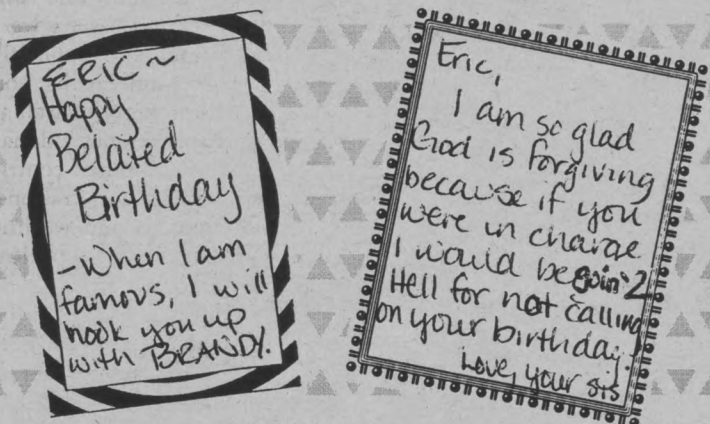 ERIC~
Happy
Belated
Birthday
-When I am
famous, I will
hook you up
with BRANDY.
Eric,
I am so glad
God is forgiving
because if you
were in charge
I would be goin' 2
Hell for not calling
on your birthday!
Love, your sis